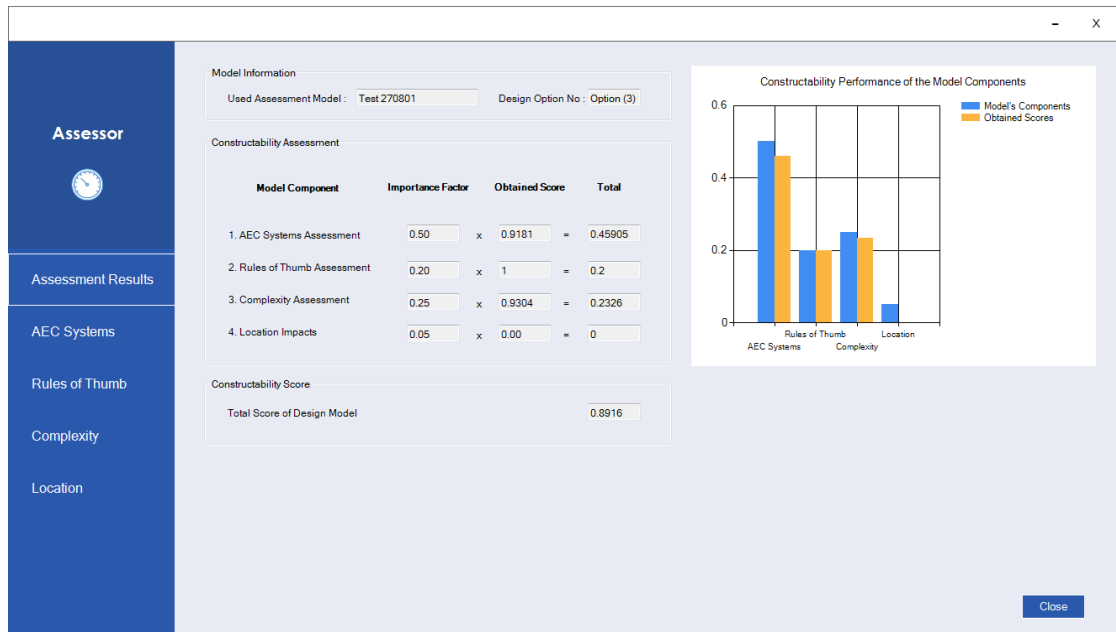 - X
Assessor
Assessment Results
AEC Systems
Rules of Thumb
Complexity
Location
Model Information
Used Assessment Model : Test 270801 Design Option No : Option (3)
Constructability Assessment
Model Component Importance Factor Obtained Score Total
1. AEC Systems Assessment 0.50 x 0.9181 = 0.45905
2. Rules of Thumb Assessment 0.20 x 1 = 0.2
3. Complexity Assessment 0.25 x 0.9304 = 0.2326
4. Location Impacts 0.05 x 0.00 = 0
Constructability Score
Total Score of Design Model 0.8916
Constructability Performance of the Model Components
0.6
0.4
0.2
0
Rules of Thumb Location
AEC Systems Complexity
Model's Components
Obtained Scores
Close